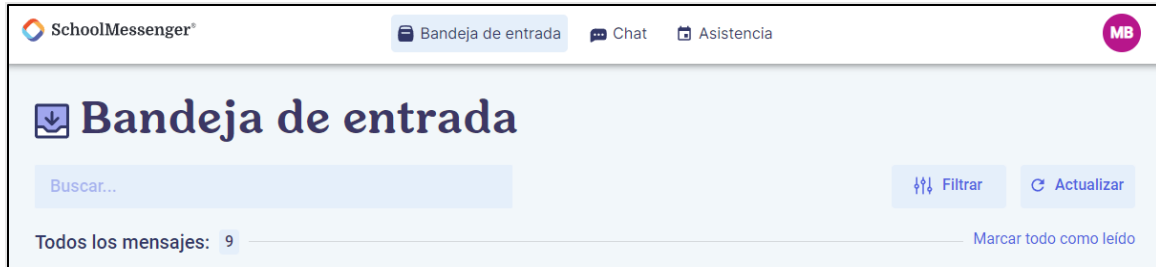 SchoolMessenger® Bandeja de entrada Chat Asistencia MB
Bandeja de entrada
Buscar... Filtrar Actualizar
Todos los mensajes: 9 Marcar todo como leído